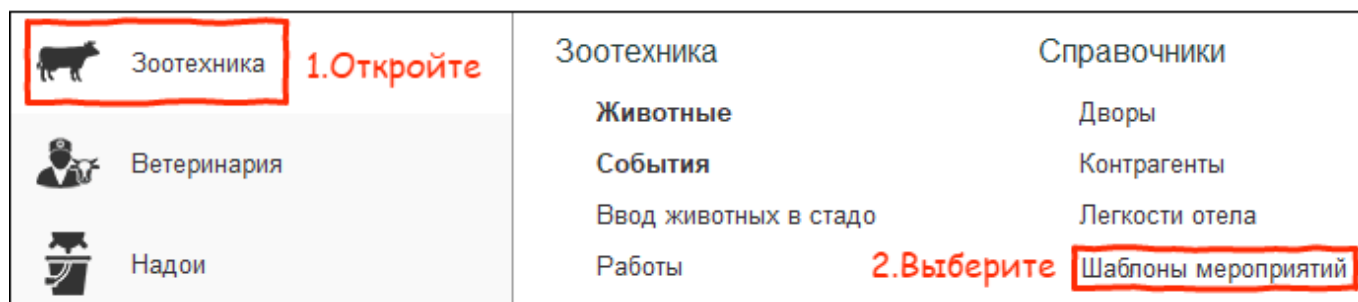 Зоотехника
1.Откройте
Ветеринария
Надои
Зоотехника
Животные
События
Ввод животных в стадо
Работы
Справочники
Дворы
Контрагенты
Легкости отела
2.Выберите
Шаблоны мероприятий